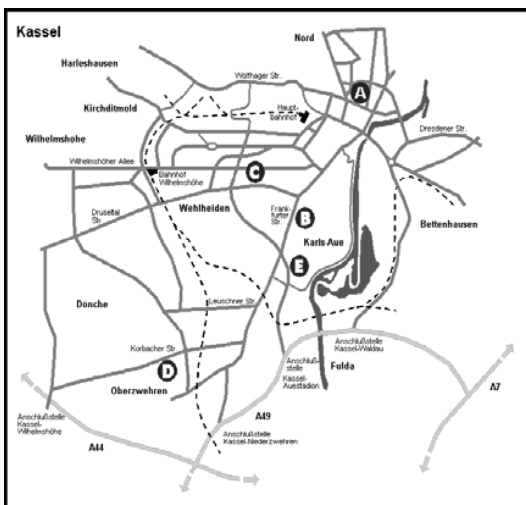 Kassel
Nord
Harleshausen
Wolfhager Str.
A
Kirchditmold
Haupt-
bahnhof
Dresdener Str.
Wilhelmshöhe
Wilhelmshöher Allee
Bahnhof
Wilhelmshöhe
C
Wehlheiden
Drusetal
Str
Frank-
furter
Str.
B
Bettenhausen
Karls Aue
E
Dönche
Leuschner Str.
Korbacher Str
Anschlußstelle
Kassel-Waldau
Anschluß-
stelle
Kassel-
Auestadion
Fulda
D
Oberzwehren
A7
Anschlußstelle
Kassel-
Wilhelmshöhe
A49
A44
Anschlußstelle
Kassel-Niederzwehren